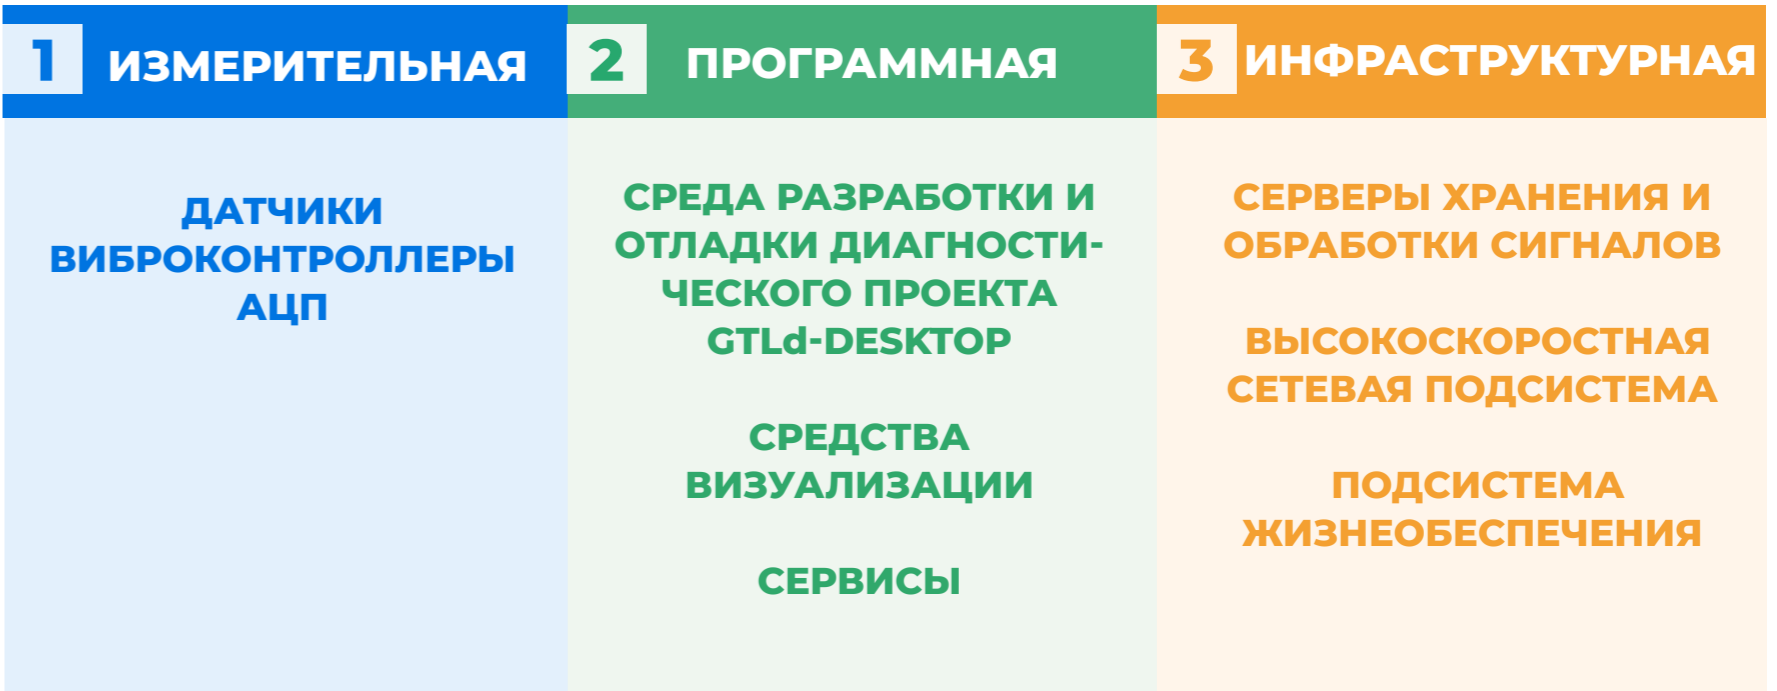 1 ИЗМЕРИТЕЛЬНАЯ
ДАТЧИКИ
ВИБРОКОНТРОЛЛЕРЫ
АЦП
2 ПРОГРАММНАЯ
СРЕДА РАЗРАБОТКИ И
ОТЛАДКИ ДИАГНОСТИ-
ЧЕСКОГО ПРОЕКТА
GTLd-DESKTOP
СРЕДСТВА
ВИЗУАЛИЗАЦИИ
СЕРВИСЫ
3 ИНФРАСТРУКТУРНАЯ
СЕРВЕРЫ ХРАНЕНИЯ И
ОБРАБОТКИ СИГНАЛОВ
ВЫСОКОСКОРОСТНАЯ
СЕТЕВАЯ ПОДСИСТЕМА
ПОДСИСТЕМА
ЖИЗНЕОБЕСПЕЧЕНИЯ